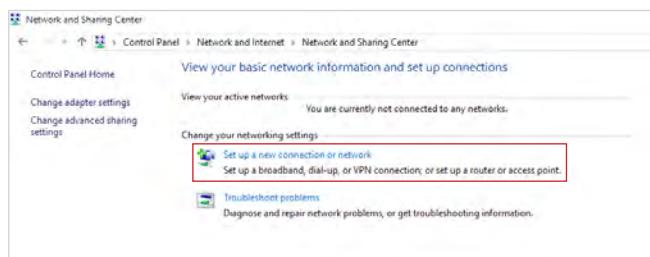 Network and Sharing Center
Control Panel > Network and Internet > Network and Sharing Center
Control Panel Home
Change adapter settings
Change advanced sharing
settings
View your basic network information and set up connections
View your active networks
You are currently not connected to any networks.
Change your networking settings
Set up a new connection or network
Set up a broadband, dial-up, or VPN connection; or set up a router or access point.
Troubleshoot problems
Diagnose and repair network problems, or get troubleshooting information.